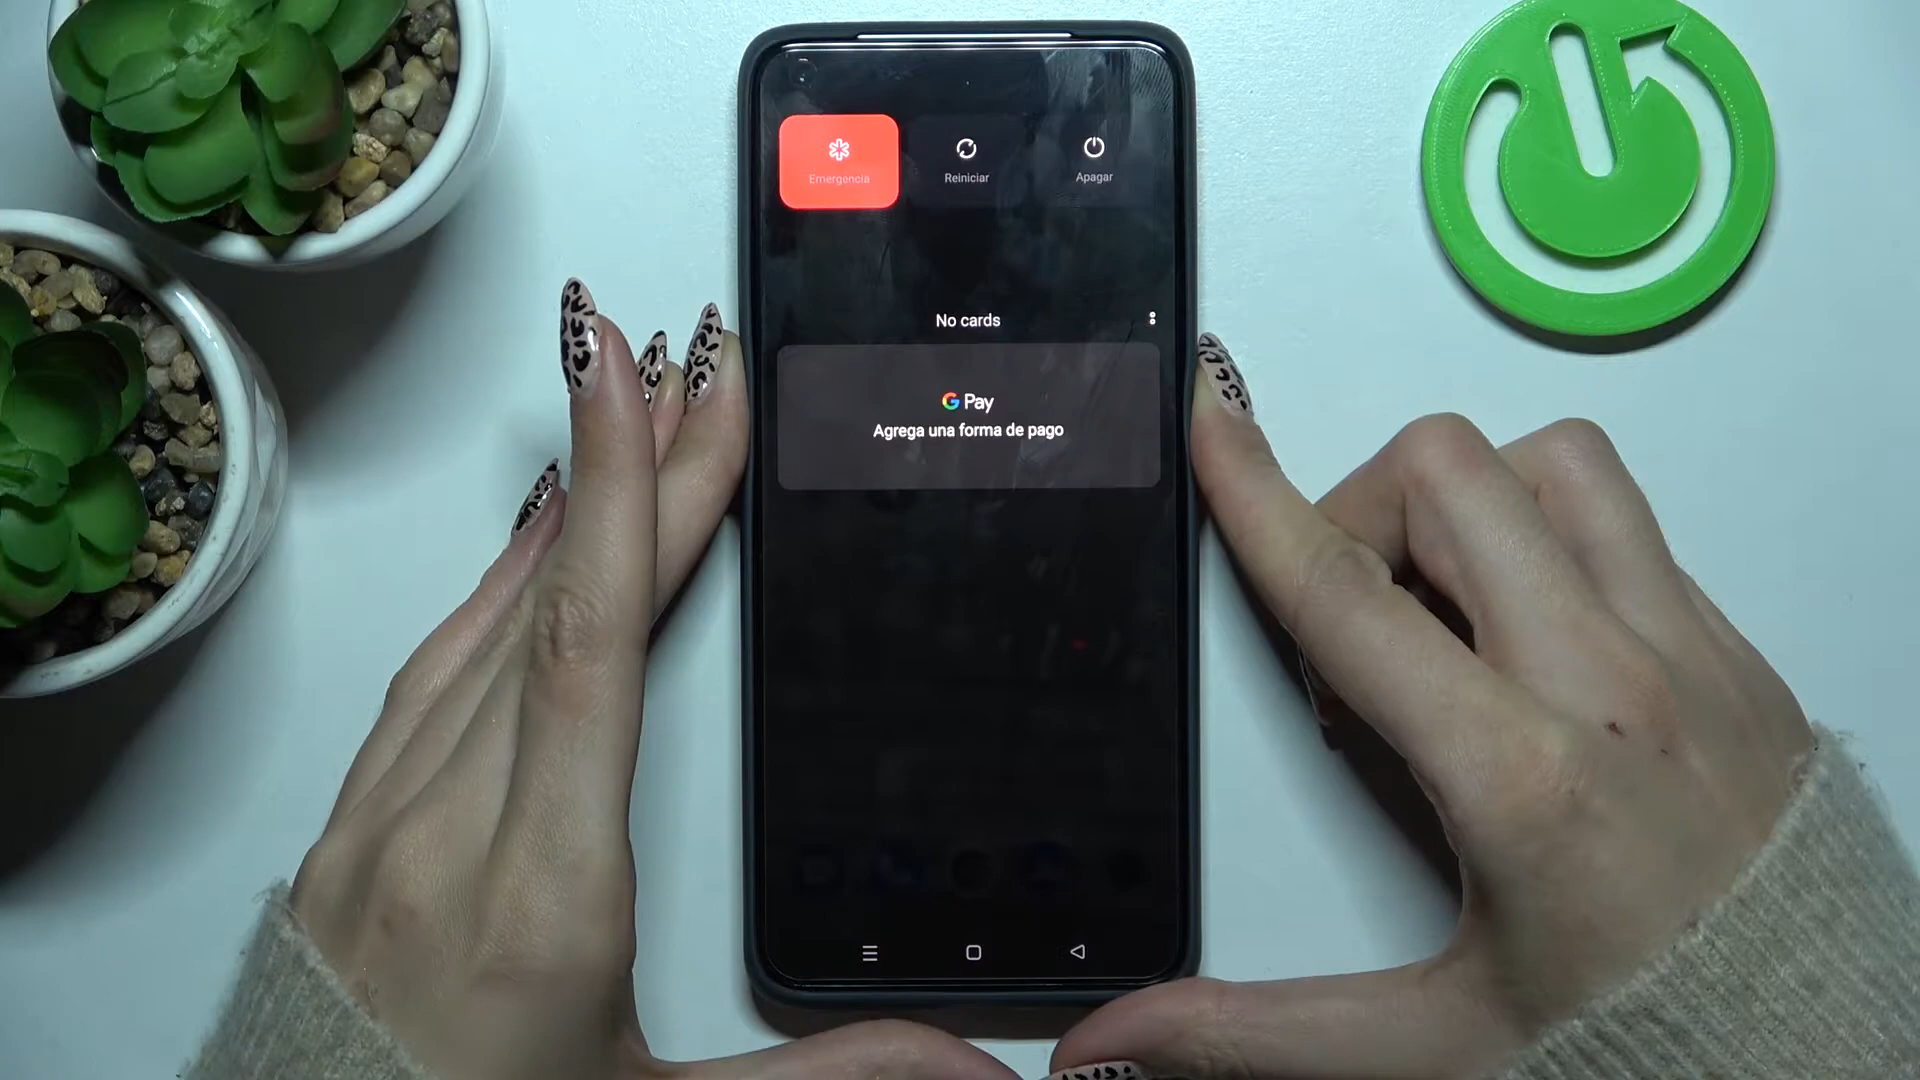 Emergencia
Reiniciar
Apagar
No cards
G Pay
Agrega una forma de pago